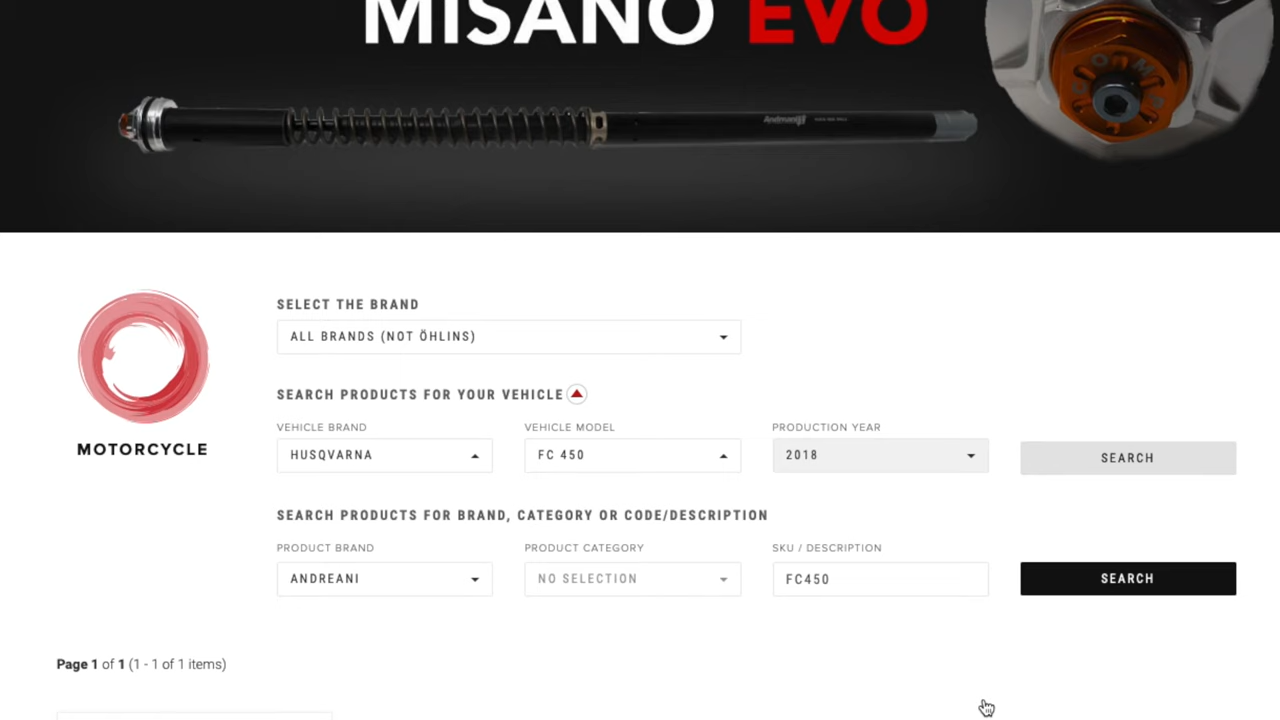 MISANO EVO
Andreani
SELECT THE BRAND
ALL BRANDS (NOT ÖHLINS)
SEARCH PRODUCTS FOR YOUR VEHICLE
VEHICLE BRAND VEHICLE MODEL PRODUCTION YEAR
HUSQVARNA FC 450 2018 SEARCH
MOTORCYCLE
SEARCH PRODUCTS FOR BRAND, CATEGORY OR CODE/DESCRIPTION
PRODUCT BRAND PRODUCT CATEGORY SKU / DESCRIPTION
ANDREANI NO SELECTION FC450 SEARCH
Page 1 of 1 (1 - 1 of 1 items)